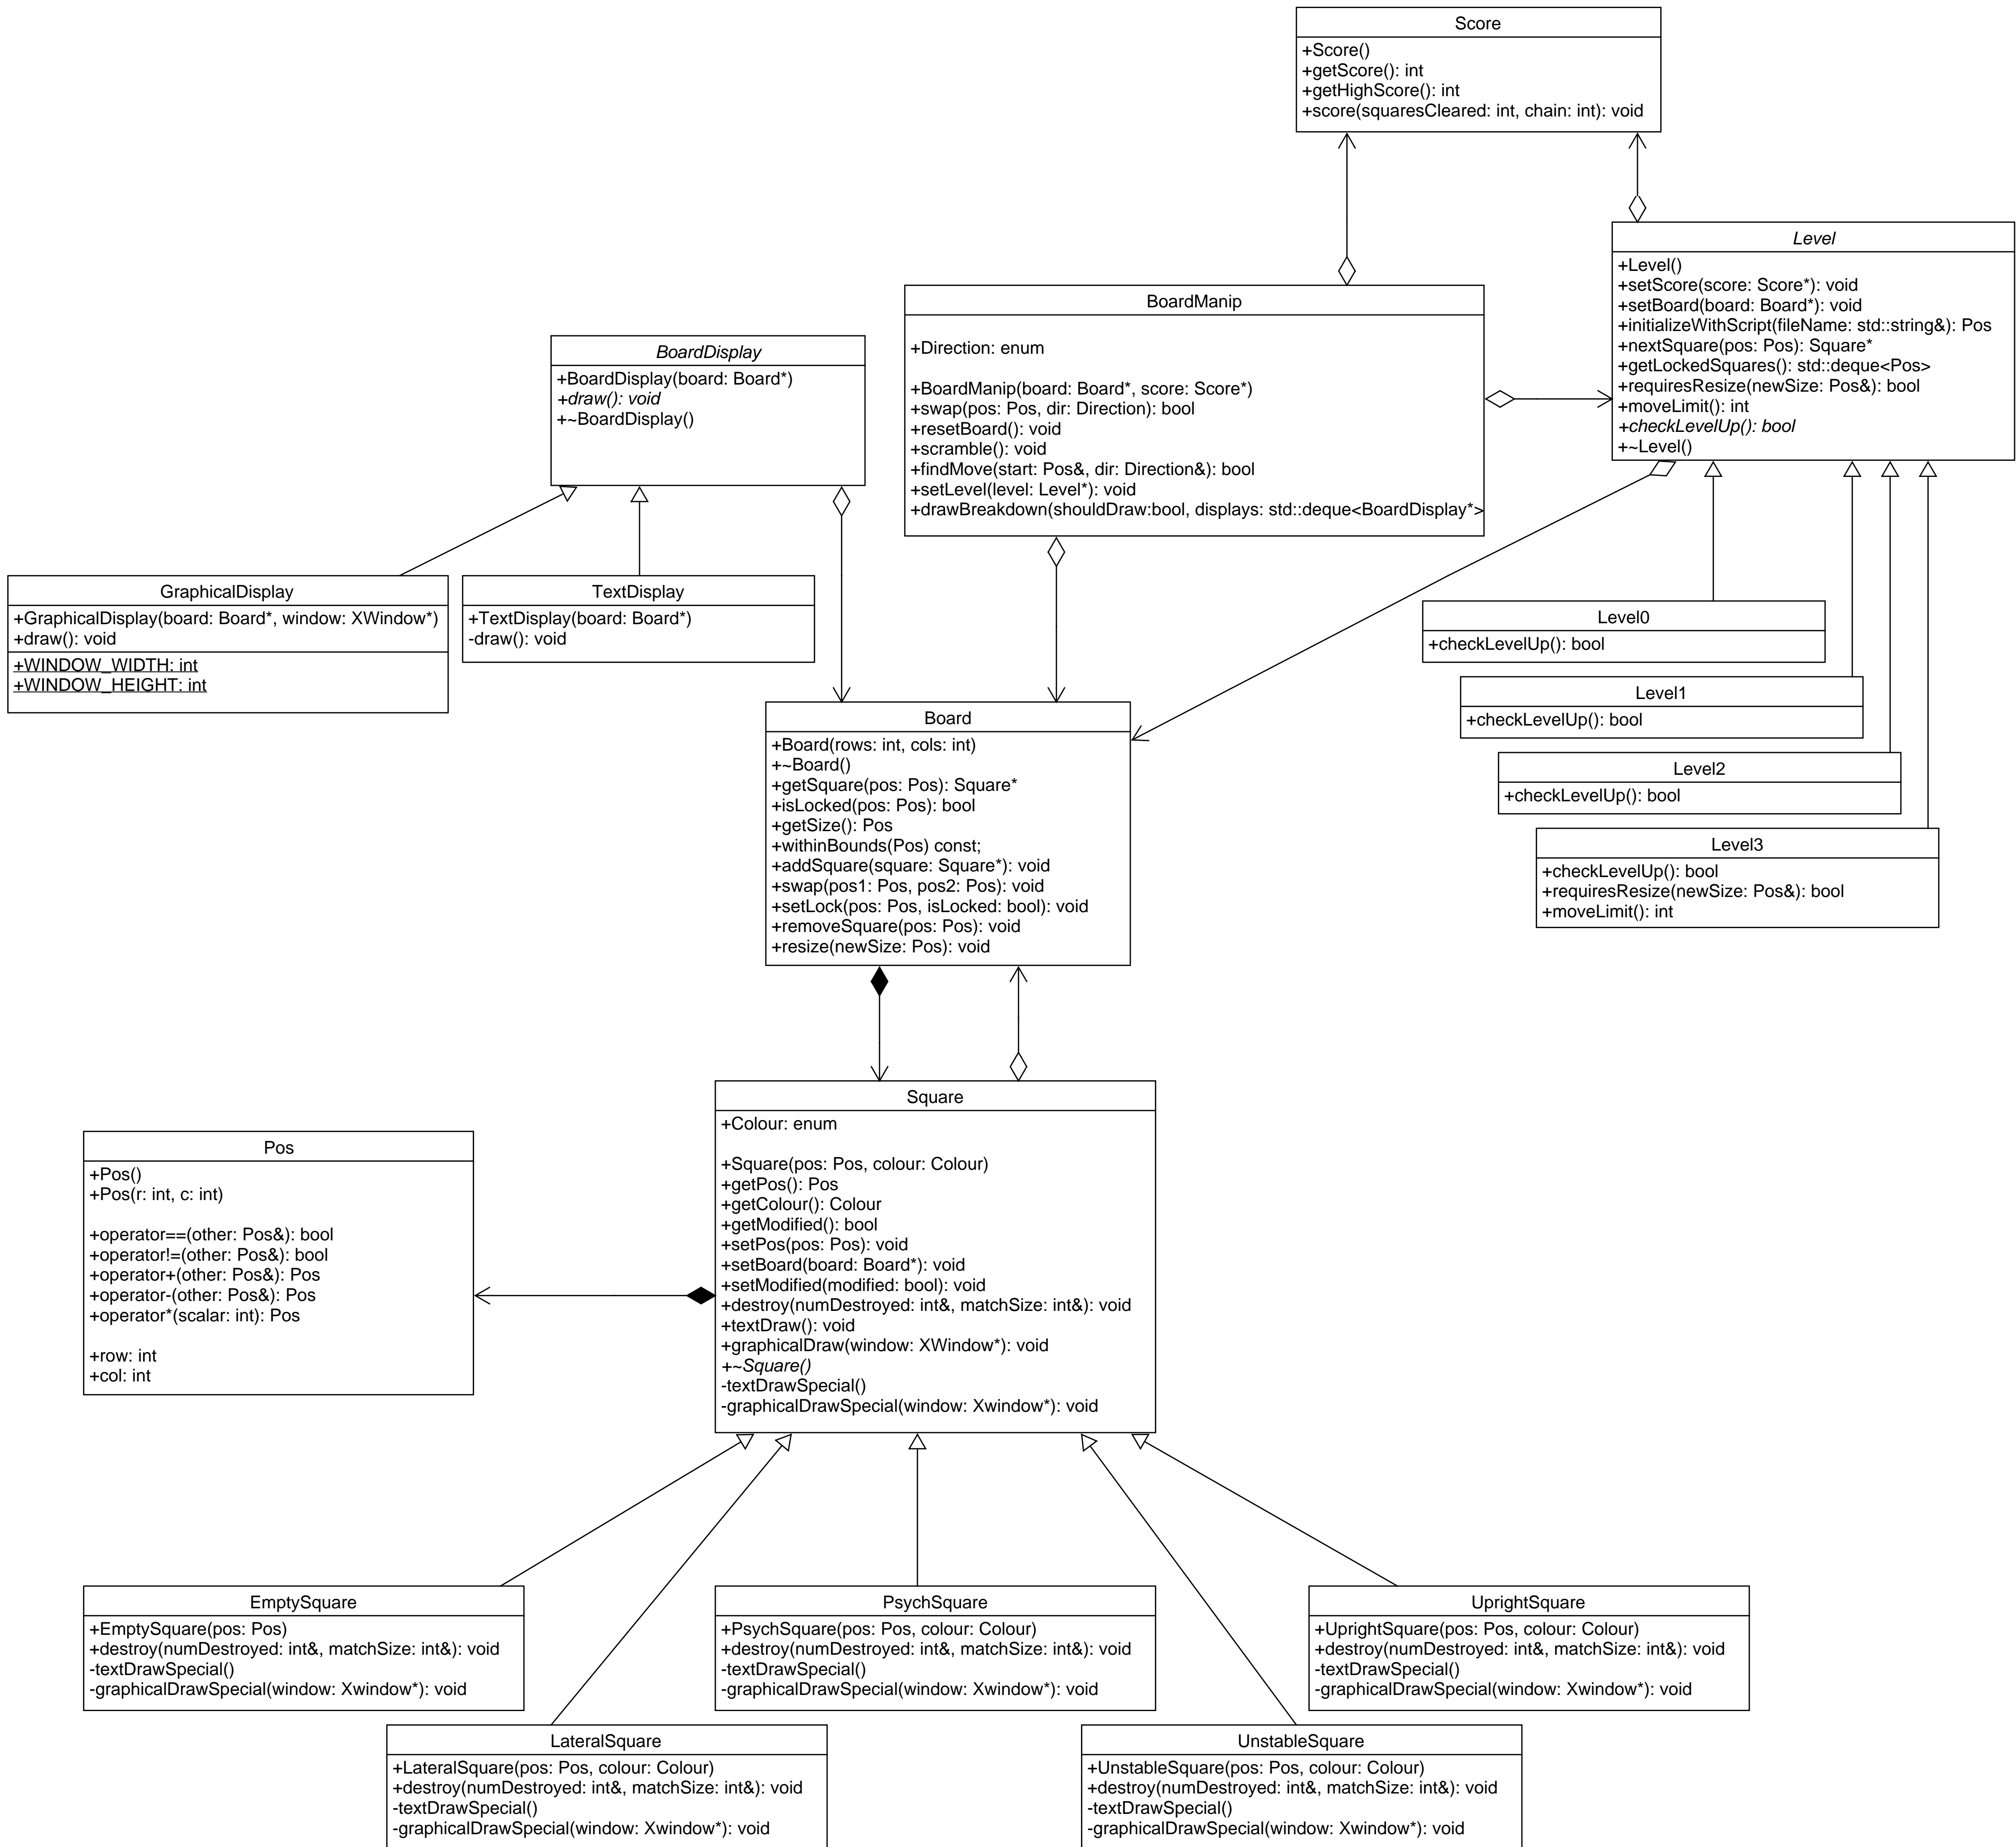 Score
+Score()
+getScore(): int
+getHighScore(): int
+score(squaresCleared: int, chain: int): void
Level
+Level()
+setScore(score: Score*): void
+setBoard(board: Board*): void
+initializeWithScript(fileName: std::string&): Pos
+nextSquare(pos: Pos): Square*
+getLockedSquares(): std::deque<Pos>
+requiresResize(newSize: Pos&): bool
+moveLimit(): int
+checkLevelUp(): bool
+~Level()
BoardManip
+Direction: enum
+BoardManip(board: Board*, score: Score*)
+swap(pos: Pos, dir: Direction): bool
+resetBoard(): void
+scramble(): void
+findMove(start: Pos&, dir: Direction&): bool
+setLevel(level: Level*): void
+drawBreakdown(shouldDraw:bool, displays: std::deque<BoardDisplay*>
BoardDisplay
+BoardDisplay(board: Board*)
+draw(): void
+~BoardDisplay()
GraphicalDisplay
+GraphicalDisplay(board: Board*, window: XWindow*)
+draw(): void
+WINDOW_WIDTH: int
+WINDOW_HEIGHT: int
TextDisplay
+TextDisplay(board: Board*)
-draw(): void
Level0
+checkLevelUp(): bool
Level1
+checkLevelUp(): bool
Level2
+checkLevelUp(): bool
Level3
+checkLevelUp(): bool
+requiresResize(newSize: Pos&): bool
+moveLimit(): int
Board
+Board(rows: int, cols: int)
+~Board()
+getSquare(pos: Pos): Square*
+isLocked(pos: Pos): bool
+getSize(): Pos
+withinBounds(Pos) const;
+addSquare(square: Square*): void
+swap(pos1: Pos, pos2: Pos): void
+setLock(pos: Pos, isLocked: bool): void
+removeSquare(pos: Pos): void
+resize(newSize: Pos): void
Square
+Colour: enum
+Square(pos: Pos, colour: Colour)
+getPos(): Pos
+getColour(): Colour
+getModified(): bool
+setPos(pos: Pos): void
+setBoard(board: Board*): void
+setModified(modified: bool): void
+destroy(numDestroyed: int&, matchSize: int&): void
+textDraw(): void
+graphicalDraw(window: XWindow*): void
+~Square()
-textDrawSpecial()
-graphicalDrawSpecial(window: Xwindow*): void
Pos
+Pos()
+Pos(r: int, c: int)
+operator==(other: Pos&): bool
+operator!=(other: Pos&): bool
+operator+(other: Pos&): Pos
+operator-(other: Pos&): Pos
+operator*(scalar: int): Pos
+row: int
+col: int
EmptySquare
+EmptySquare(pos: Pos)
+destroy(numDestroyed: int&, matchSize: int&): void
-textDrawSpecial()
-graphicalDrawSpecial(window: Xwindow*): void
PsychSquare
+PsychSquare(pos: Pos, colour: Colour)
+destroy(numDestroyed: int&, matchSize: int&): void
-textDrawSpecial()
-graphicalDrawSpecial(window: Xwindow*): void
UprightSquare
+UprightSquare(pos: Pos, colour: Colour)
+destroy(numDestroyed: int&, matchSize: int&): void
-textDrawSpecial()
-graphicalDrawSpecial(window: Xwindow*): void
LateralSquare
+LateralSquare(pos: Pos, colour: Colour)
+destroy(numDestroyed: int&, matchSize: int&): void
-textDrawSpecial()
-graphicalDrawSpecial(window: Xwindow*): void
UnstableSquare
+UnstableSquare(pos: Pos, colour: Colour)
+destroy(numDestroyed: int&, matchSize: int&): void
-textDrawSpecial()
-graphicalDrawSpecial(window: Xwindow*): void